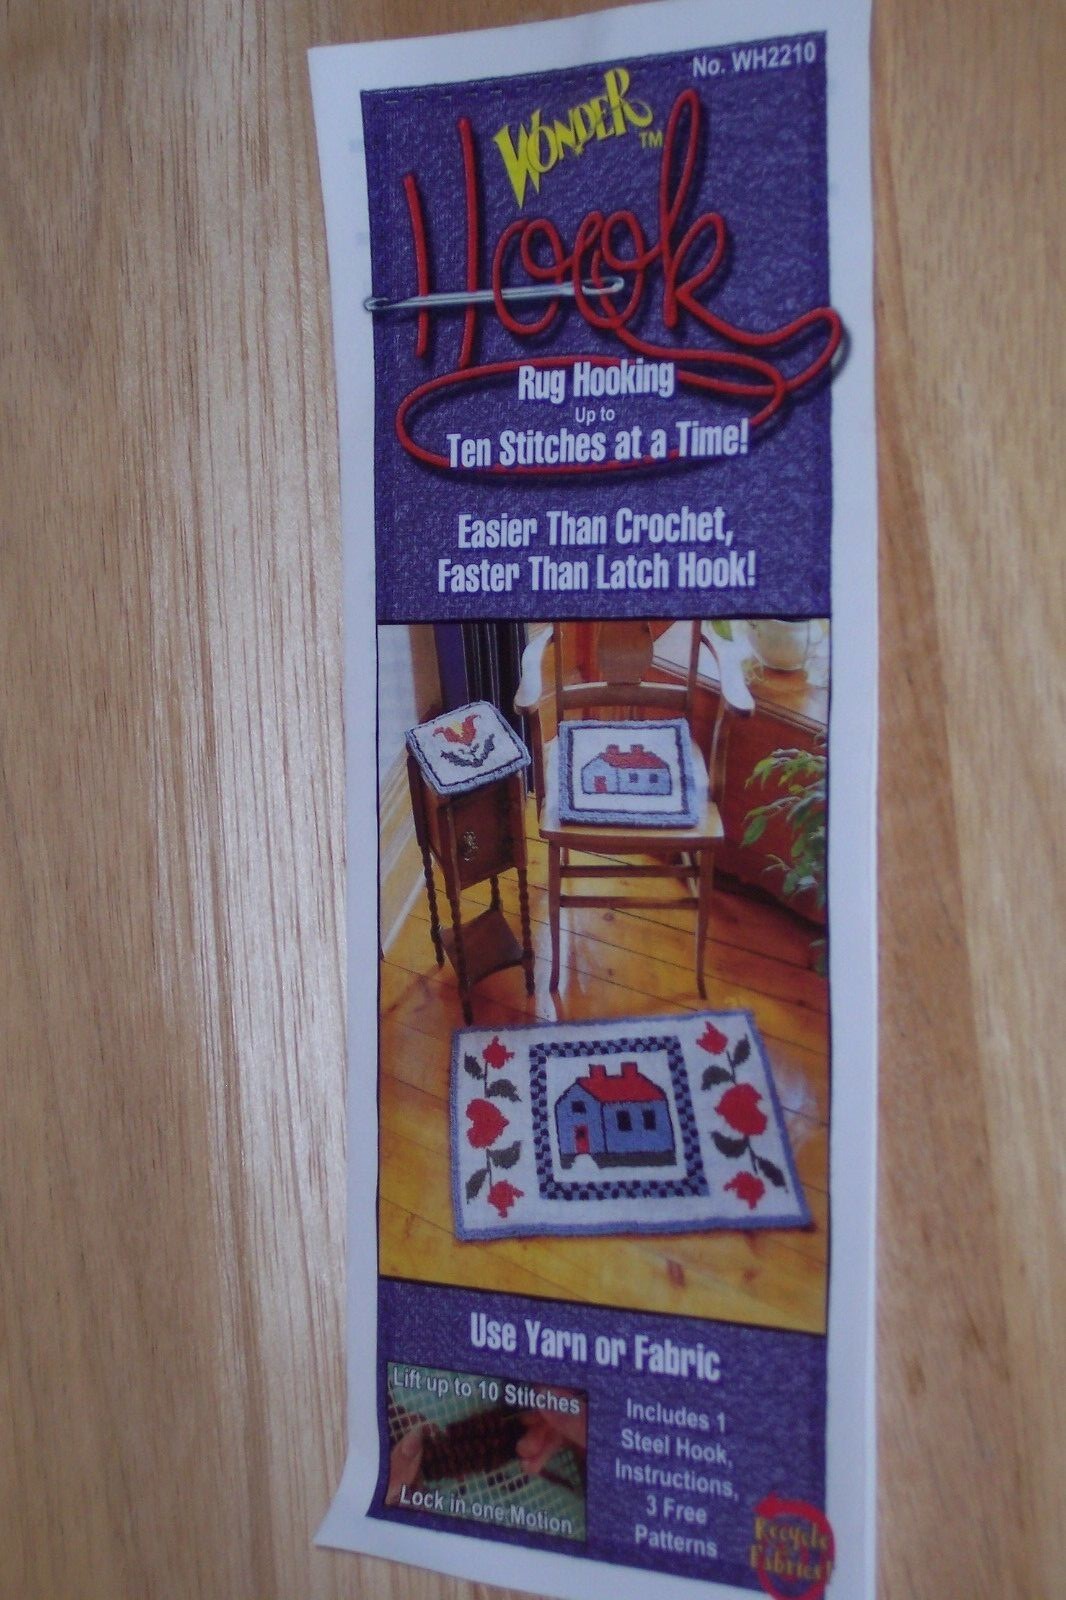 No. WH2210
WONDER
TM
Hook
Rug Hooking
Up to
Ten Stitches at a Time!
Easier Than Crochet,
Faster Than Latch Hook!
Use Yarn or Fabric
Lift up to 10 Stitches
Lock in one Motion
Includes 1
Steel Hook,
Instructions,
3 Free
Patterns
Recycle
Fabrics!